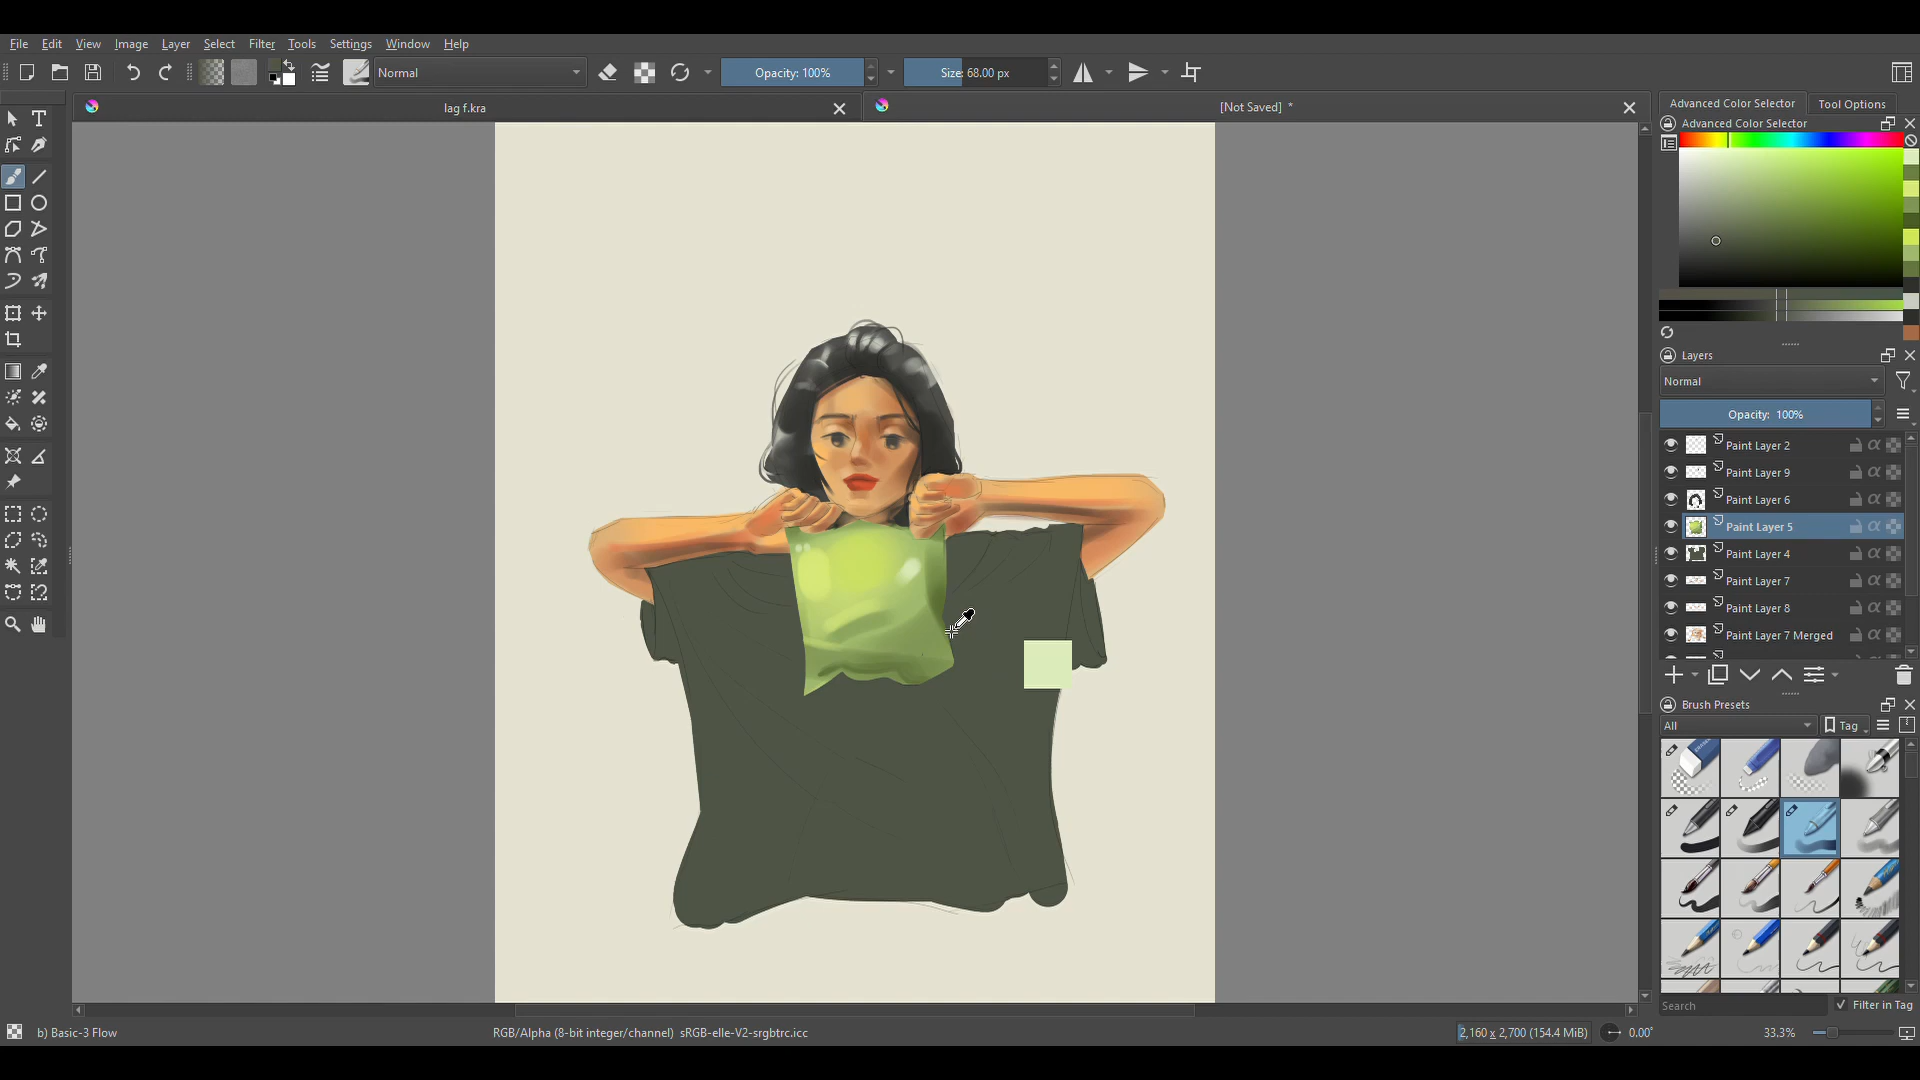 File Edit View Image Layer Select Filter Tools Settings Window Help
Normal
Opacity: 100%
Size: 68.00 px
lag f.kra
[Not Saved] *
Advanced Color Selector
Tool Options
Advanced Color Selector
Layers
Normal
Opacity: 100%
Paint Layer 2
Paint Layer 9
Paint Layer 6
Paint Layer 5
Paint Layer 4
Paint Layer 7
Paint Layer 8
Paint Layer 7 Merged
Brush Presets
All
Tag
Search
Filter in Tag
b) Basic-3 Flow
RGB/Alpha (8-bit integer/channel) sRGB-elle-V2-srgbtrc.icc
2,160 x 2,700 (154.4 MiB)
0.00°
33.3%